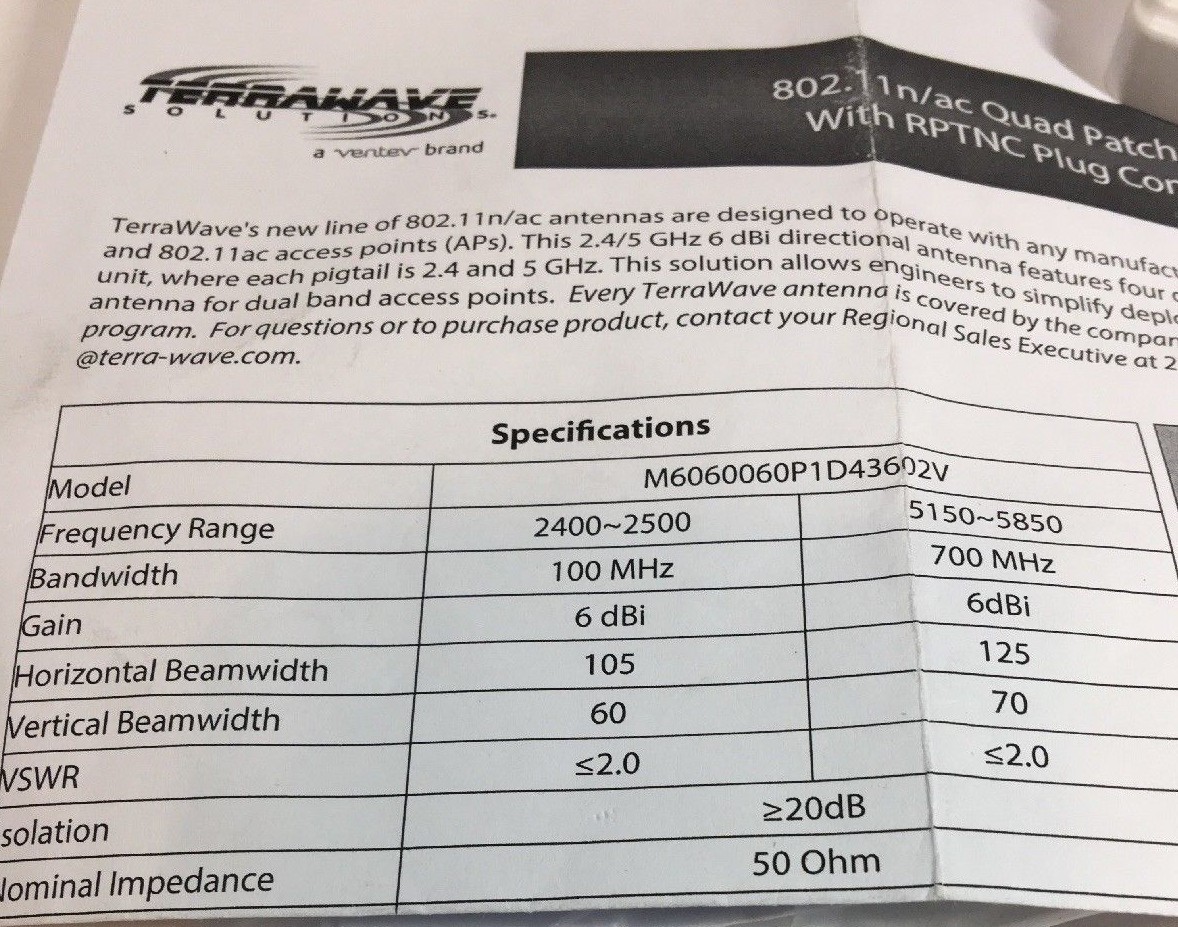 TERRAWAVE
SOLUTIONS.
a ventev brand
802.11n/ac Quad Patch
With RPTNC Plug Con
TerraWave's new line of 802.11n/ac antennas are designed to operate with any manufact
and 802.11ac access points (APs). This 2.4/5 GHz 6 dBi directional antenna features four
unit, where each pigtail is 2.4 and 5 GHz. This solution allows engineers to simplify deplo
antenna for dual band access points. Every TerraWave antenna is covered by the compan
program. For questions or to purchase product, contact your Regional Sales Executive at 2
@terra-wave.com.
Specifications
Model M6060060P1D43602V
Frequency Range 2400~2500 5150~5850
Bandwidth 100 MHz 700 MHz
Gain 6 dBi 6dBi
Horizontal Beamwidth 105 125
Vertical Beamwidth 60 70
VSWR ≤2.0 ≤2.0
solation ≥20dB
Nominal Impedance 50 Ohm